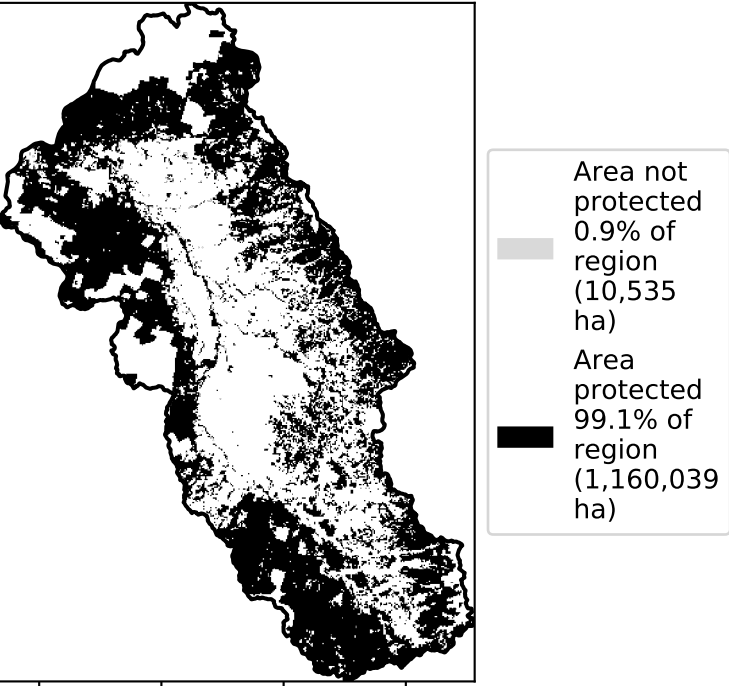 Area not
protected
0.9% of
region
(10,535
ha)
Area
protected
99.1% of
region
(1,160,039
ha)